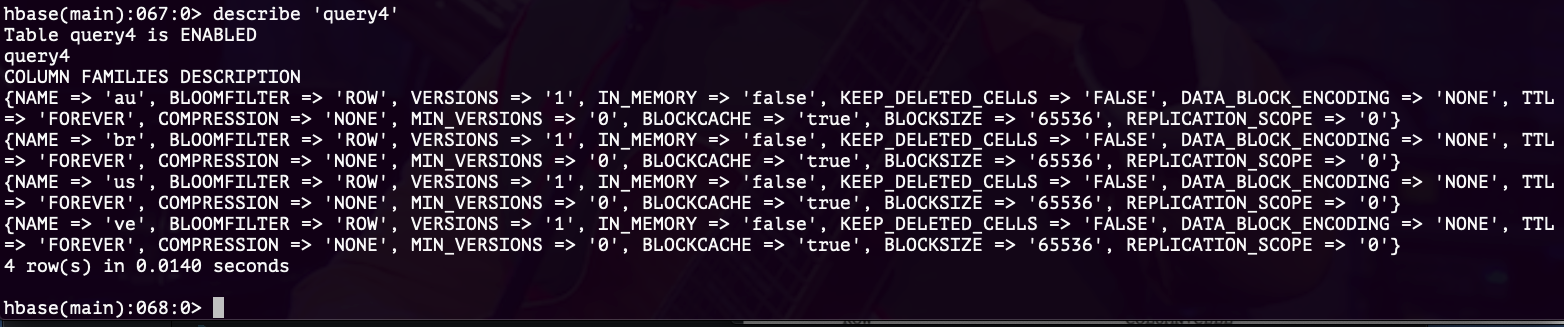 hbase(main):067:0> describe 'query4'
Table query4 is ENABLED
query4
COLUMN FAMILIES DESCRIPTION
{NAME => 'au', BLOOMFILTER => 'ROW', VERSIONS => '1', IN_MEMORY => 'false', KEEP_DELETED_CELLS => 'FALSE', DATA_BLOCK_ENCODING => 'NONE', TTL
=> 'FOREVER', COMPRESSION => 'NONE', MIN_VERSIONS => '0', BLOCKCACHE => 'true', BLOCKSIZE => '65536', REPLICATION_SCOPE => '0'}
{NAME => 'br', BLOOMFILTER => 'ROW', VERSIONS => '1', IN_MEMORY => 'false', KEEP_DELETED_CELLS => 'FALSE', DATA_BLOCK_ENCODING => 'NONE', TTL
=> 'FOREVER', COMPRESSION => 'NONE', MIN_VERSIONS => '0', BLOCKCACHE => 'true', BLOCKSIZE => '65536', REPLICATION_SCOPE => '0'}
{NAME => 'us', BLOOMFILTER => 'ROW', VERSIONS => '1', IN_MEMORY => 'false', KEEP_DELETED_CELLS => 'FALSE', DATA_BLOCK_ENCODING => 'NONE', TTL
=> 'FOREVER', COMPRESSION => 'NONE', MIN_VERSIONS => '0', BLOCKCACHE => 'true', BLOCKSIZE => '65536', REPLICATION_SCOPE => '0'}
{NAME => 've', BLOOMFILTER => 'ROW', VERSIONS => '1', IN_MEMORY => 'false', KEEP_DELETED_CELLS => 'FALSE', DATA_BLOCK_ENCODING => 'NONE', TTL
=> 'FOREVER', COMPRESSION => 'NONE', MIN_VERSIONS => '0', BLOCKCACHE => 'true', BLOCKSIZE => '65536', REPLICATION_SCOPE => '0'}
4 row(s) in 0.0140 seconds
hbase(main):068:0>